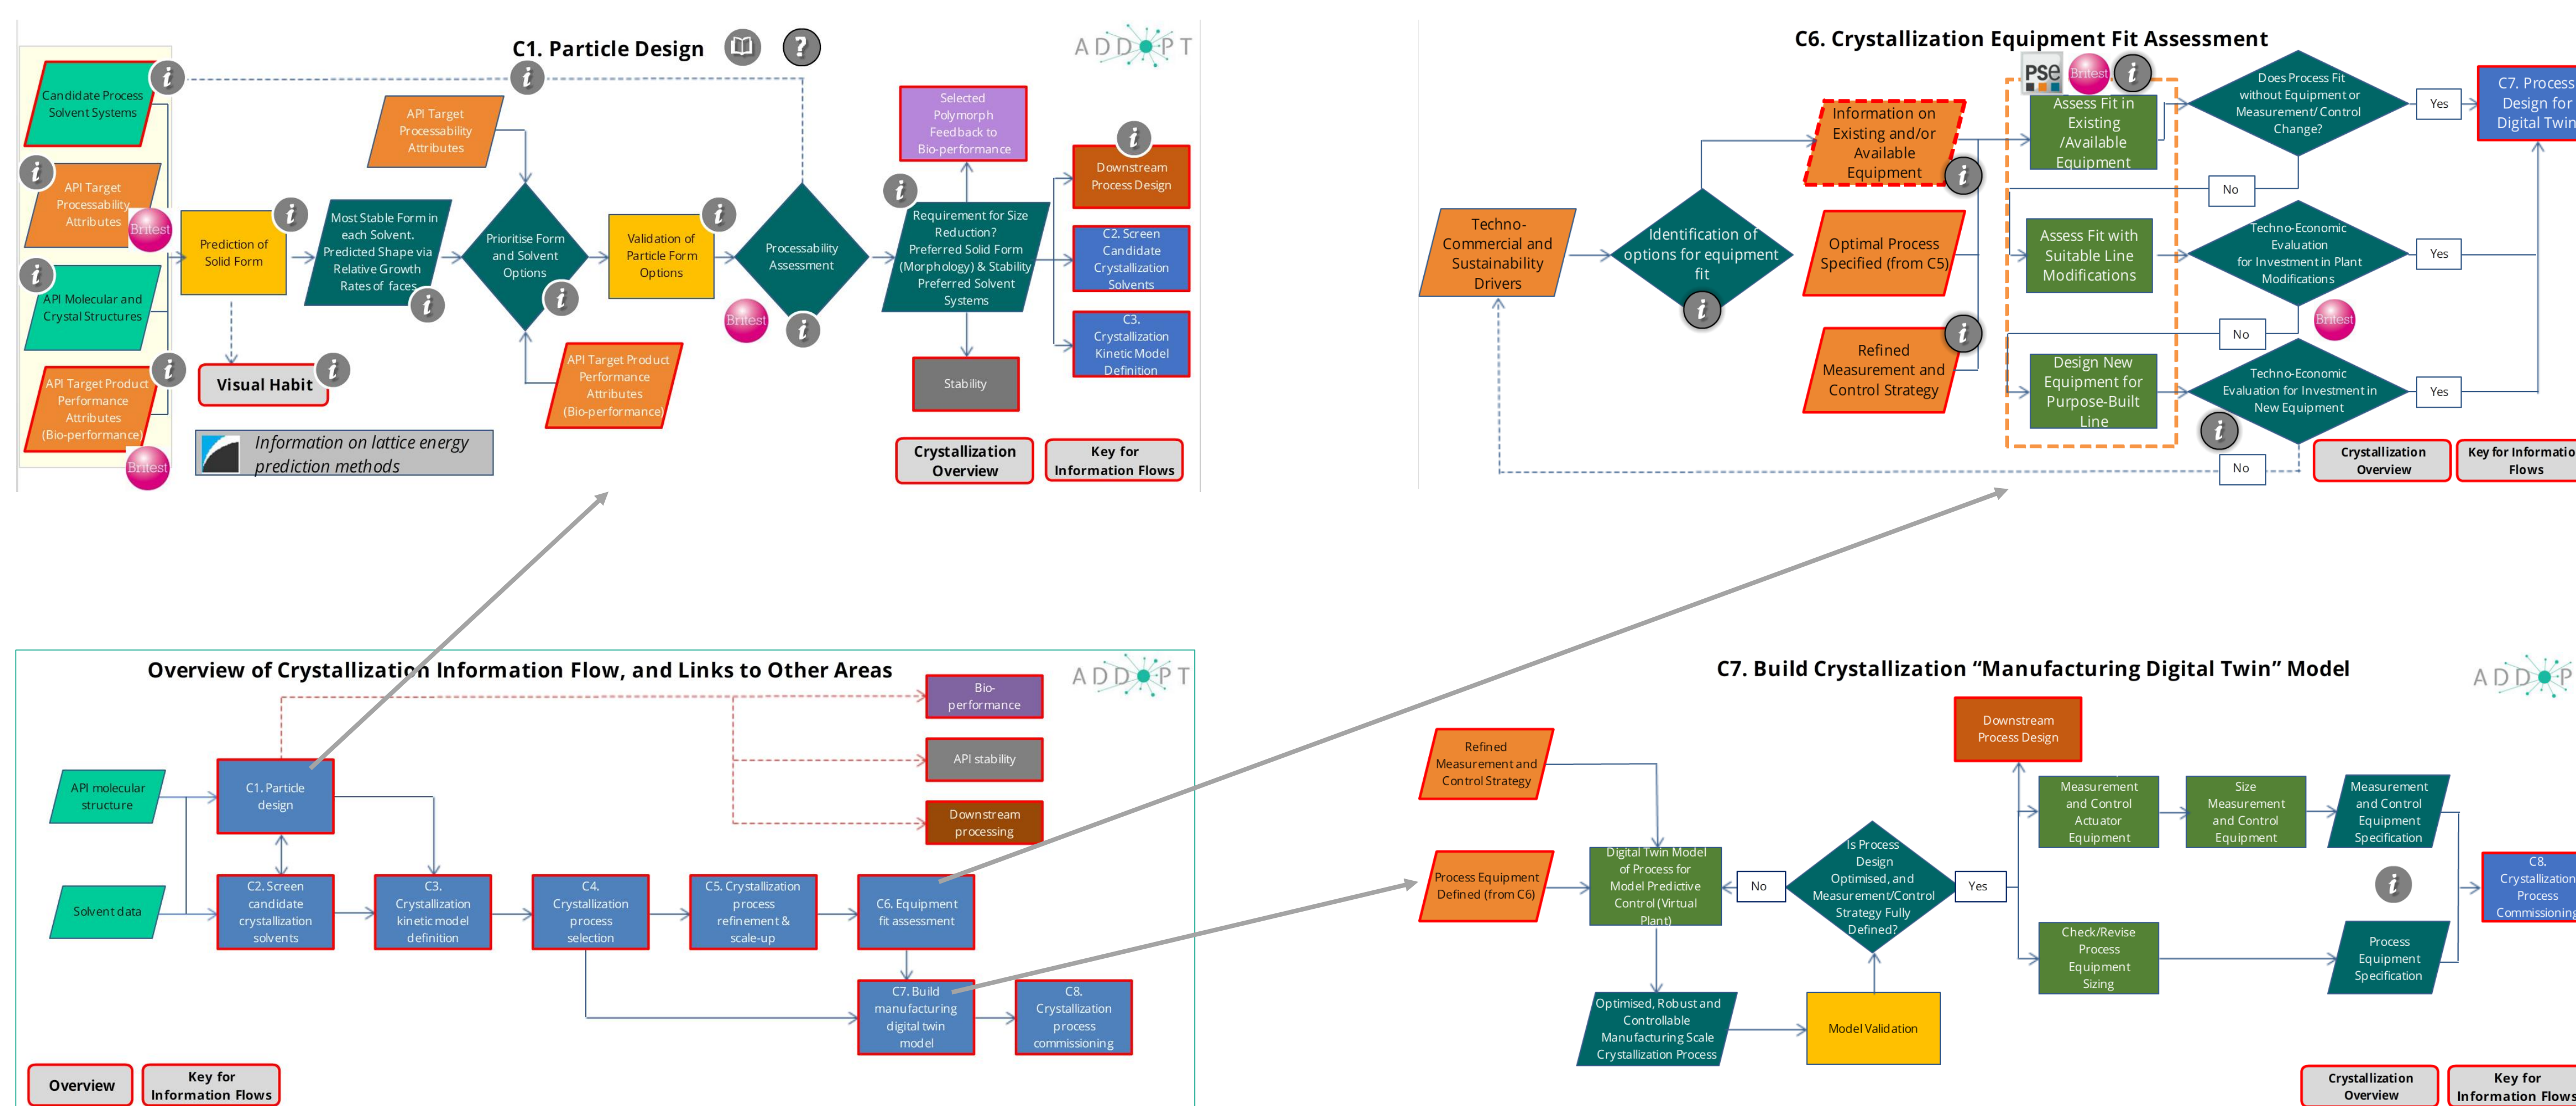 C1. Particle Design
?
ADDOPT
i
i
Candidate Process
Solvent Systems
i
API Target
Processability
Attributes
Britest
i
API Molecular and
Crystal Structures
i
API Target Product
Performance
Attributes
(Bio-performance)
Britest
Prediction of
Solid Form
i
Visual Habit
i
Information on lattice energy
prediction methods
Most Stable Form in
each Solvent.
Predicted Shape via
Relative Growth
Rates of faces
i
API Target
Processability
Attributes
Prioritise Form
and Solvent
Options
i
API Target Product
Performance
Attributes
(Bio-performance)
Validation of
Particle Form
Options
i
Britest
Processability
Assessment
i
Selected
Polymorph
Feedback to
Bio-performance
i
Requirement for Size
Reduction?
Preferred Solid Form
(Morphology) & Stability
Preferred Solvent
Systems
Stability
i
Downstream
Process Design
C2. Screen
Candidate
Crystallization
Solvents
C3.
Crystallization
Kinetic Model
Definition
Crystallization
Overview
Key for
Information Flows
C6. Crystallization Equipment Fit Assessment
PSe
Britest
i
Techno-
Commercial and
Sustainability
Drivers
Identification of
options for equipment
fit
i
Information on
Existing and/or
Available
Equipment
i
Optimal Process
Specified (from C5)
Refined
Measurement and
Control Strategy
i
Assess Fit in
Existing
/Available
Equipment
Assess Fit with
Suitable Line
Modifications
Design New
Equipment for
Purpose-Built
Line
Does Process Fit
without Equipment or
Measurement/ Control
Change?
Yes
No
Techno-Economic
Evaluation
for Investment in Plant
Modifications
Yes
No
Britest
Techno-Economic
Evaluation for Investment in
New Equipment
Yes
i
No
C7. Process
Design for
Digital Twin
Crystallization
Overview
Key for Informatio
Flows
Overview of Crystallization Information Flow, and Links to Other Areas
ADDOPT
API molecular
structure
Solvent data
C1. Particle
design
C2. Screen
candidate
crystallization
solvents
C3.
Crystallization
kinetic model
definition
C4.
Crystallization
process
selection
C5. Crystallization
process
refinement &
scale-up
C6. Equipment
fit assessment
C7. Build
manufacturing
digital twin
model
C8.
Crystallization
process
commissioning
Bio-
performance
API stability
Downstream
processing
Overview
Key for
Information Flows
C7. Build Crystallization “Manufacturing Digital Twin” Model
ADDOP
Refined
Measurement and
Control Strategy
Process Equipment
Defined (from C6)
Digital Twin Model
of Process for
Model Predictive
Control (Virtual
Plant)
Optimised, Robust and
Controllable
Manufacturing Scale
Crystallization Process
Model Validation
No
Is Process
Design
Optimised, and
Measurement/Control
Strategy Fully
Defined?
Yes
Downstream
Process Design
Measurement
and Control
Actuator
Equipment
Size
Measurement
and Control
Equipment
Measurement
and Control
Equipment
Specification
i
Check/Revise
Process
Equipment
Sizing
Process
Equipment
Specification
C8.
Crystallization
Process
Commissioning
Crystallization
Overview
Key for
Information Flows